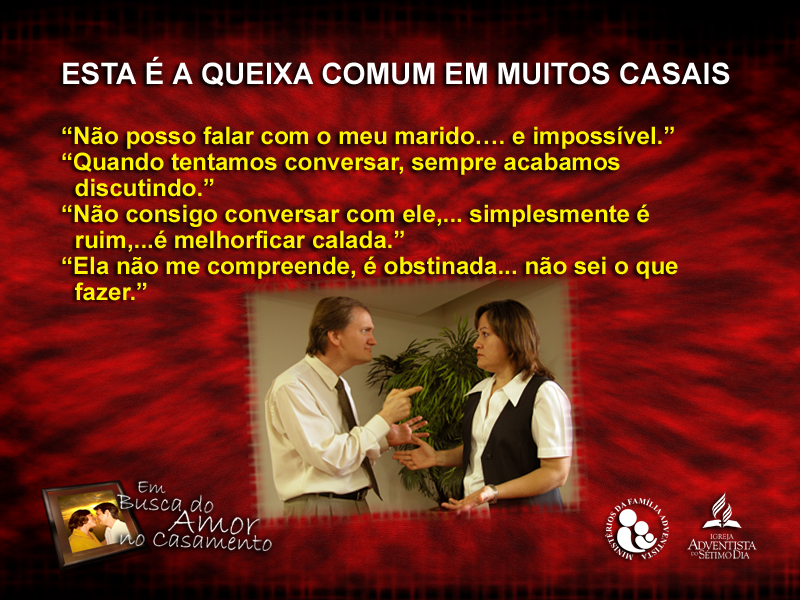 ESTA É A QUEIXA COMUM EM MUITOS CASAIS
“Não posso falar com o meu marido…. e impossível.”
“Quando tentamos conversar, sempre acabamos
discutindo.”
“Não consigo conversar com ele,... simplesmente é
ruim,...é melhorficar calada.”
“Ela não me compreende, é obstinada... não sei o que
fazer.”
Em
Busca do
Amor
no Casamento
MINISTÉRIOS DA FAMÍLIA ADVENTISTA
IGREJA
ADVENTISTA
DO SÉTIMO DIA